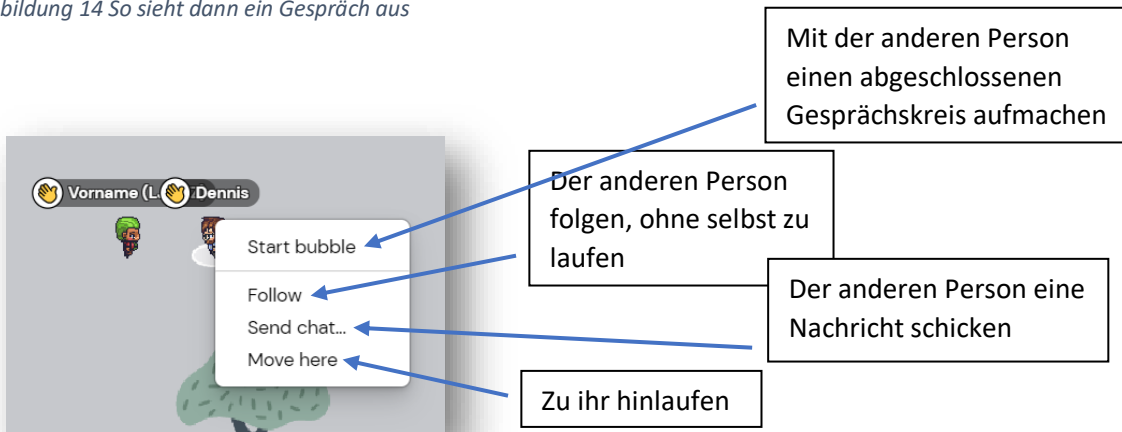 bildung 14 So sieht dann ein Gespräch aus
Mit der anderen Person
einen abgeschlossenen
Gesprächskreis aufmachen
Vorname (L
Dennis
Der anderen Person
folgen, ohne selbst zu
laufen
Start bubble
Follow
Send chat...
Move here
Der anderen Person eine
Nachricht schicken
Zu ihr hinlaufen